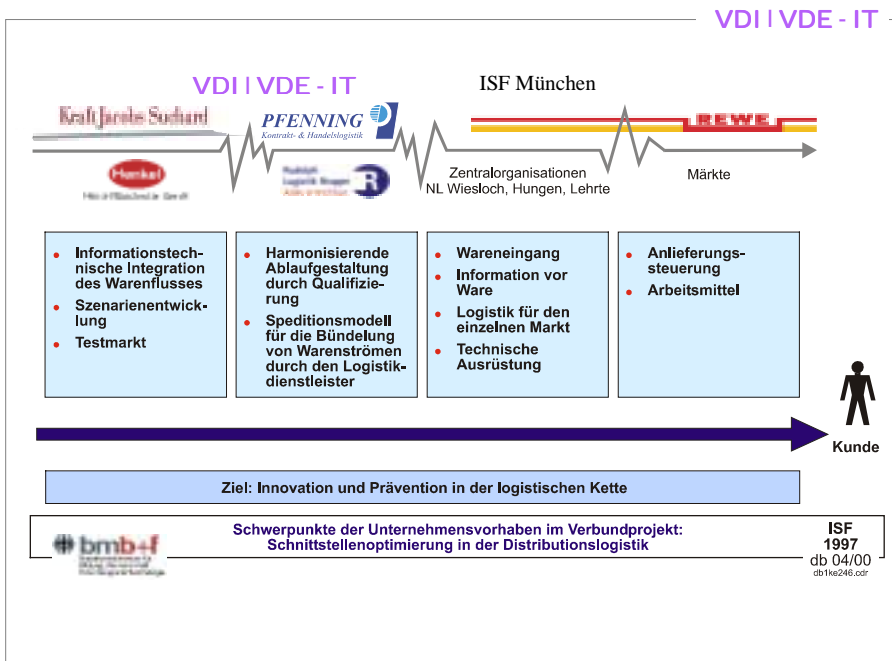 VDI | VDE - IT
VDI | VDE - IT
ISF München
Kraft Jacobs Suchard
PFENNING
Kontrakt- & Handelslogistik
REWE
Henkel
Rudolph
Logistik Gruppe
R
Zentralorganisationen
NL Wiesloch, Hungen, Lehrte
Märkte
• Informationstech-
nische Integration
des Warenflusses
• Szenarienentwick-
lung
• Testmarkt
• Harmonisierende
Ablaufgestaltung
durch Qualifizie-
rung
• Speditionsmodell
für die Bündelung
von Warenströmen
durch den Logistik-
dienstleister
• Wareneingang
• Information vor
Ware
• Logistik für den
einzelnen Markt
• Technische
Ausrüstung
• Anlieferungs-
steuerung
• Arbeitsmittel
Kunde
Ziel: Innovation und Prävention in der logistischen Kette
bmb+f
Schwerpunkte der Unternehmensvorhaben im Verbundprojekt:
Schnittstellenoptimierung in der Distributionslogistik
ISF
1997
db 04/00
db1ke246.cdr